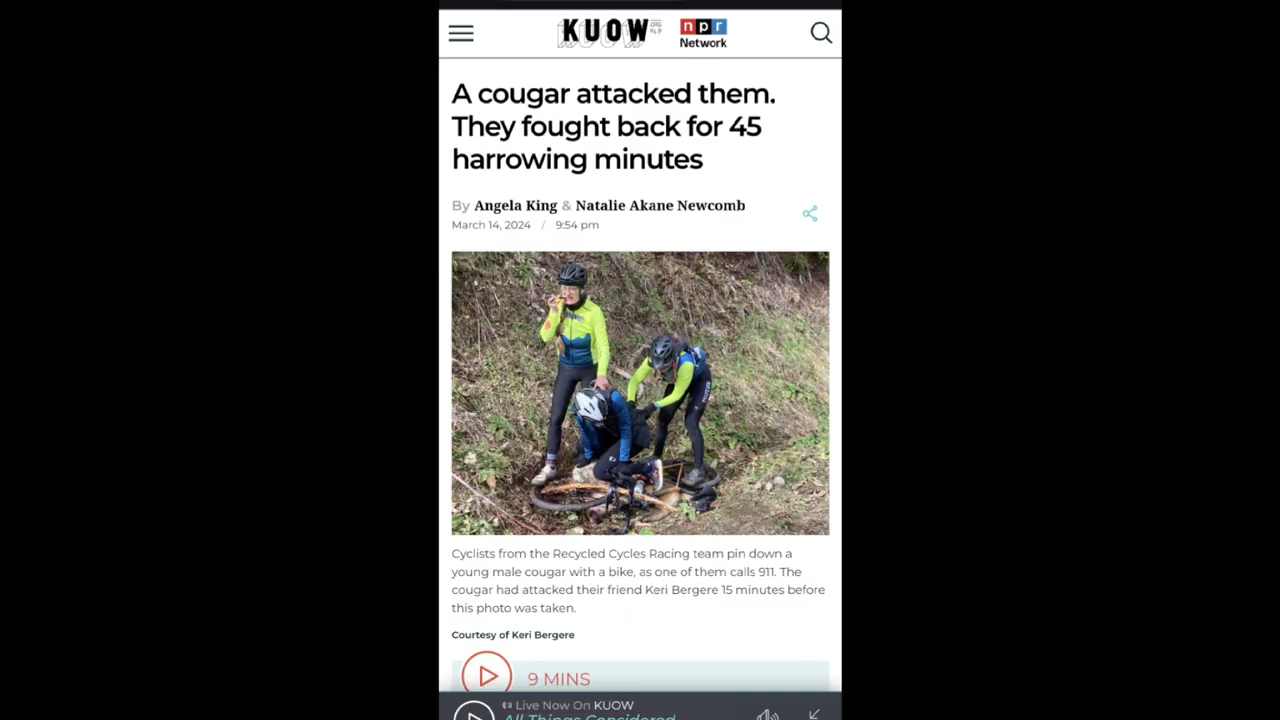 KUOW
ORG
94.9
npr
Network
A cougar attacked them.
They fought back for 45
harrowing minutes
By Angela King & Natalie Akane Newcomb
March 14, 2024 / 9:54 pm
Cyclists from the Recycled Cycles Racing team pin down a
young male cougar with a bike, as one of them calls 911. The
cougar had attacked their friend Keri Bergere 15 minutes before
this photo was taken.
Courtesy of Keri Bergere
9 MINS
Live Now On KUOW
All Things Considered